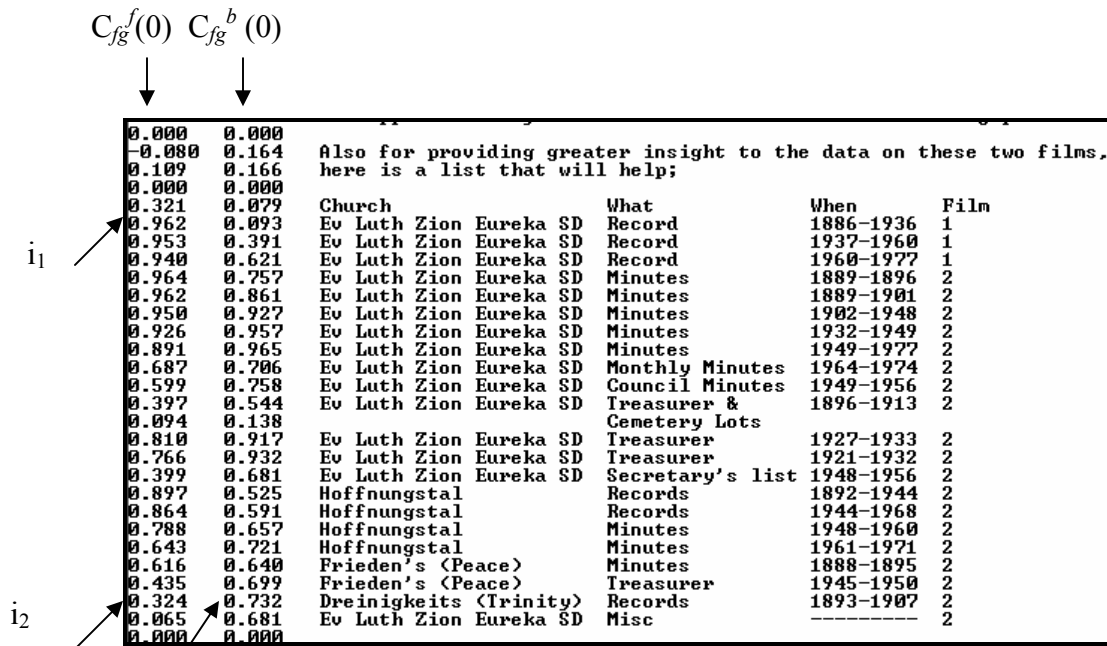 Cfg^f(0) Cfg^b (0)
0.000 0.000
-0.080 0.164 Also for providing greater insight to the data on these two films,
0.109 0.166 here is a list that will help;
0.000 0.000
0.321 0.079 Church What When Film
i1 0.962 0.093 Ev Luth Zion Eureka SD Record 1886-1936 1
0.953 0.391 Ev Luth Zion Eureka SD Record 1937-1960 1
0.940 0.621 Ev Luth Zion Eureka SD Record 1960-1977 1
0.964 0.757 Ev Luth Zion Eureka SD Minutes 1889-1896 2
0.962 0.861 Ev Luth Zion Eureka SD Minutes 1889-1901 2
0.950 0.927 Ev Luth Zion Eureka SD Minutes 1902-1948 2
0.926 0.957 Ev Luth Zion Eureka SD Minutes 1932-1949 2
0.891 0.965 Ev Luth Zion Eureka SD Minutes 1949-1977 2
0.687 0.706 Ev Luth Zion Eureka SD Monthly Minutes 1964-1974 2
0.599 0.758 Ev Luth Zion Eureka SD Council Minutes 1949-1956 2
0.397 0.544 Ev Luth Zion Eureka SD Treasurer & 1896-1913 2
0.094 0.138 Cemetery Lots
0.810 0.917 Ev Luth Zion Eureka SD Treasurer 1927-1933 2
0.766 0.932 Ev Luth Zion Eureka SD Treasurer 1921-1932 2
0.399 0.681 Ev Luth Zion Eureka SD Secretary's list 1948-1956 2
0.897 0.525 Hoffnungstal Records 1892-1944 2
0.864 0.591 Hoffnungstal Records 1944-1968 2
0.788 0.657 Hoffnungstal Minutes 1948-1960 2
0.643 0.721 Hoffnungstal Minutes 1961-1971 2
0.616 0.640 Frieden's (Peace) Minutes 1888-1895 2
0.435 0.699 Frieden's (Peace) Treasurer 1945-1950 2
i2 0.324 0.732 Dreinigkeits (Trinity) Records 1893-1907 2
0.065 0.681 Ev Luth Zion Eureka SD Misc --------- 2
0.000 0.000